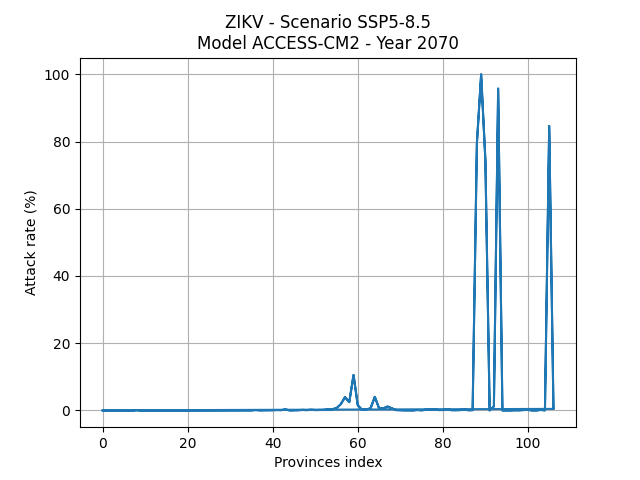 ZIKV - Scenario SSP5-8.5
Model ACCESS-CM2 - Year 2070
100
80
60
40
20
0
Attack rate (%)
0 20 40 60 80 100
Provinces index